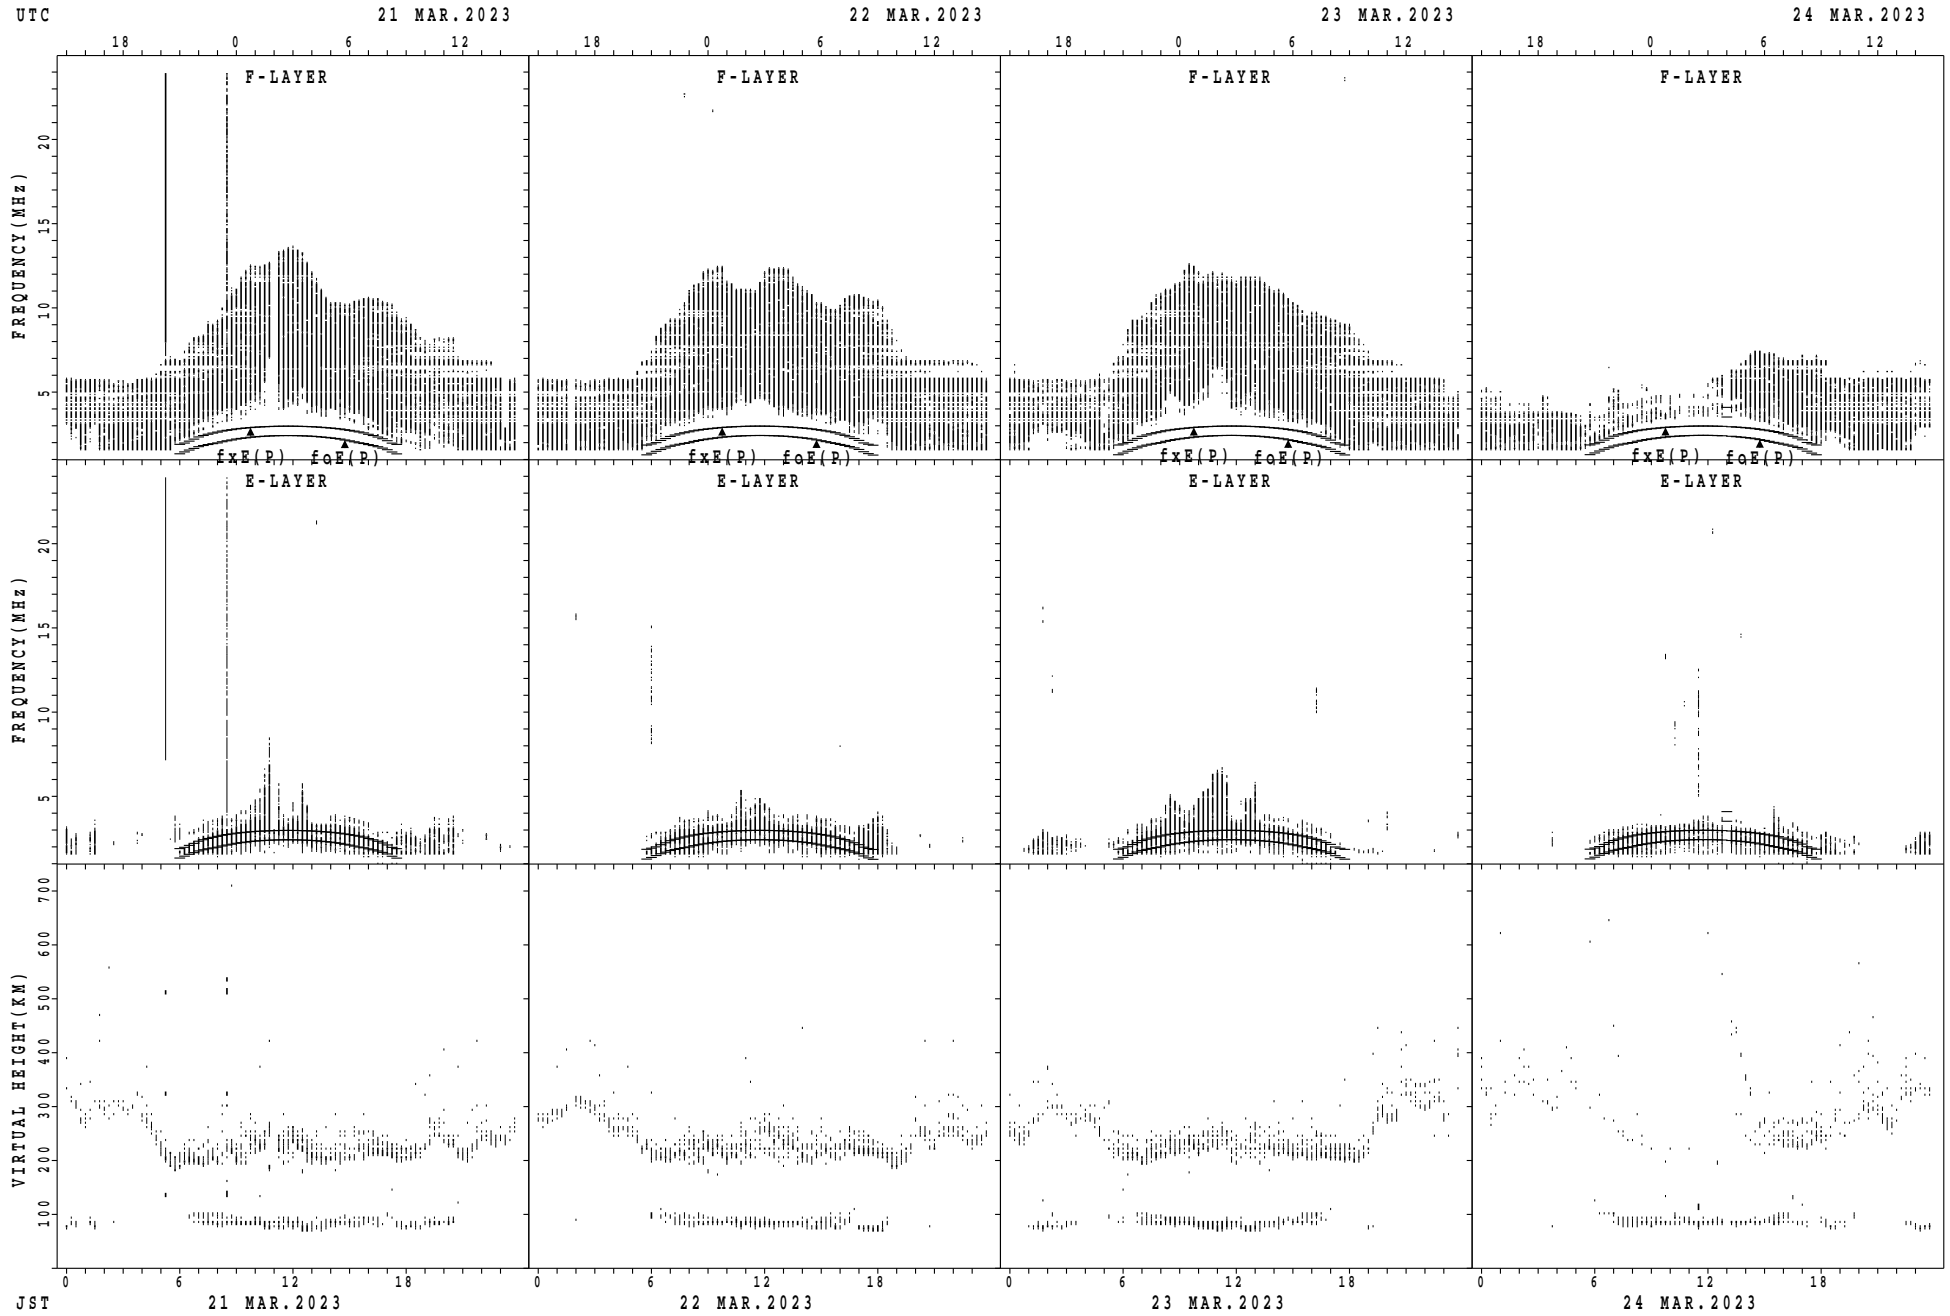 UTC 21 MAR.2023 22 MAR.2023 23 MAR.2023 24 MAR.2023
18 0 6 12 18 0 6 12 18 0 6 12 18 0 6 12
F-LAYER F-LAYER F-LAYER F-LAYER
FREQUENCY(MHz)
20
15
10
5
fxE(P) foE(P) fxE(P) foE(P) fxE(P) foE(P) fxE(P) foE(P)
E-LAYER E-LAYER E-LAYER E-LAYER
FREQUENCY(MHz)
20
15
10
5
VIRTUAL HEIGHT(KM)
700
600
500
400
300
200
100
0 6 12 18 0 6 12 18 0 6 12 18 0 6 12 18
JST 21 MAR.2023 22 MAR.2023 23 MAR.2023 24 MAR.2023